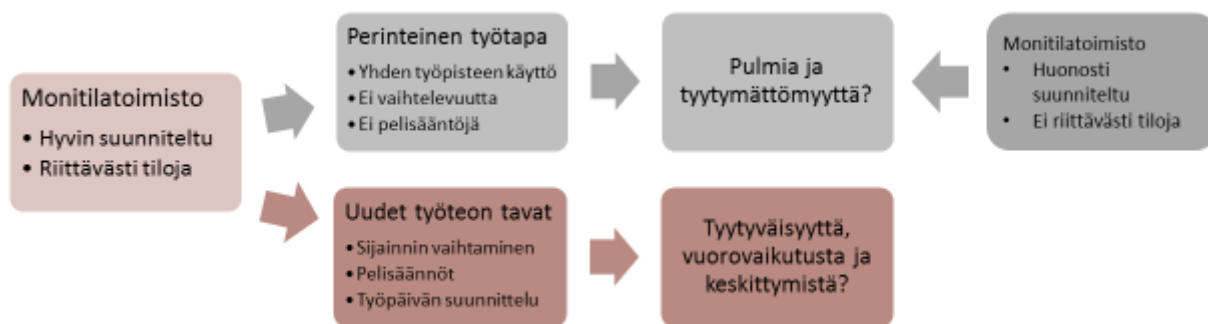 Monitilatoimisto
• Hyvin suunniteltu
• Riittävästi tiloja
Perinteinen työtapa
• Yhden työpisteen käyttö
• Ei vaihtelevuutta
• Ei pelisääntöjä
Pulmia ja
tyytymättömyyttä?
Monitilatoimisto
• Huonosti
suunniteltu
• Ei riittävästi tiloja
Uudet työteon tavat
• Sijainnin vaihtaminen
• Pelisäännöt
• Työpäivän suunnittelu
Tyytyväisyyttä,
vuorovaikutusta ja
keskittymistä?